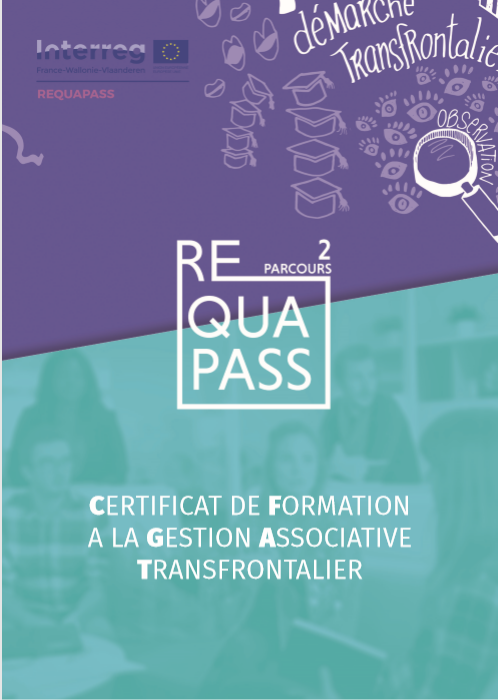 démarche
Transfrontalie
Interreg
France-Wallonie-Vlaanderen
REQUAPASS
OBSERVATION
RE
PARCOURS 2
QUA
PASS
CERTIFICAT DE FORMATION
A LA GESTION ASSOCIATIVE
TRANSFRONTALIER